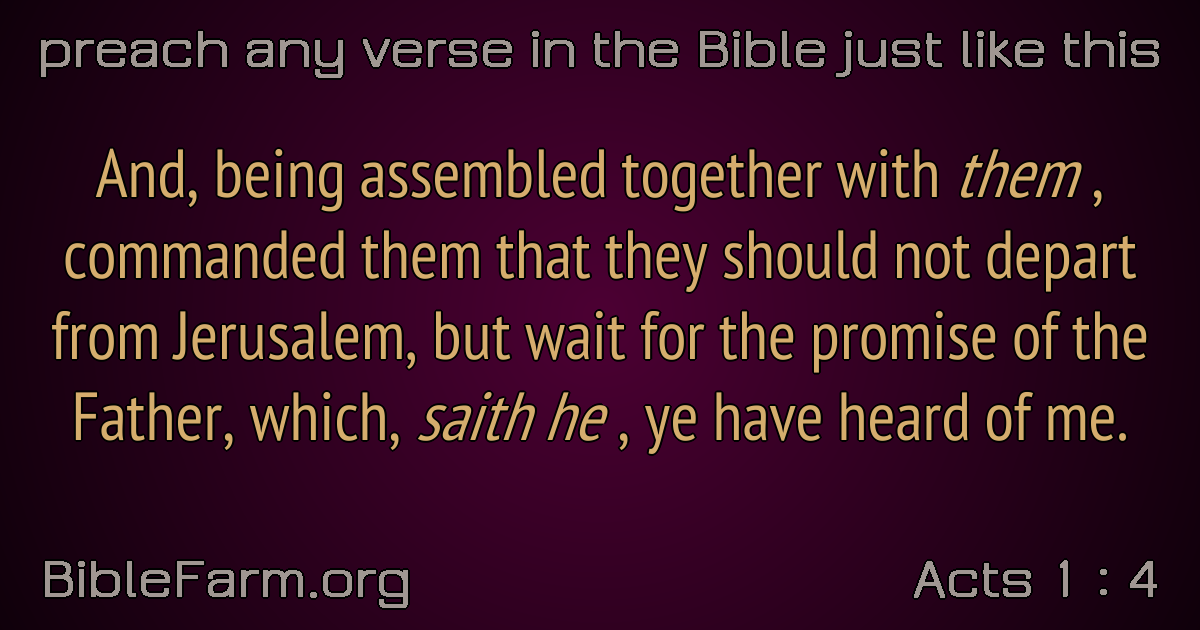 preach any verse in the Bible just like this
And, being assembled together with them ,
commanded them that they should not depart
from Jerusalem, but wait for the promise of the
Father, which, saith he , ye have heard of me.
BibleFarm.org
Acts 1 : 4